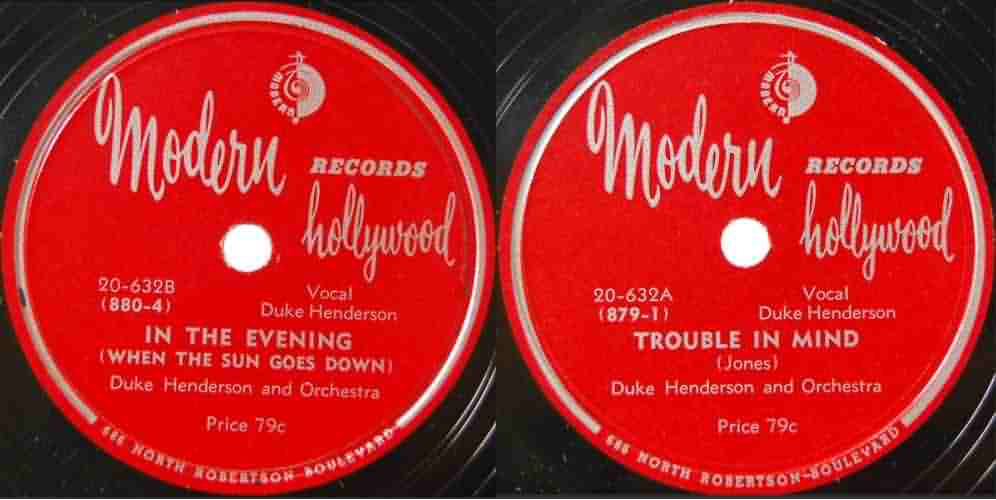 MODERN
Modern
RECORDS
hollywood
20-632B
(880-4)
Vocal
Duke Henderson
IN THE EVENING
(WHEN THE SUN GOES DOWN)
Duke Henderson and Orchestra
Price 79c
686 NORTH ROBERTSON BOULEVARD
MODERN
Modern
RECORDS
hollywood
20-632A
(879-1)
Vocal
Duke Henderson
TROUBLE IN MIND
(Jones)
Duke Henderson and Orchestra
Price 79c
686 NORTH ROBERTSON-BOULEVARD